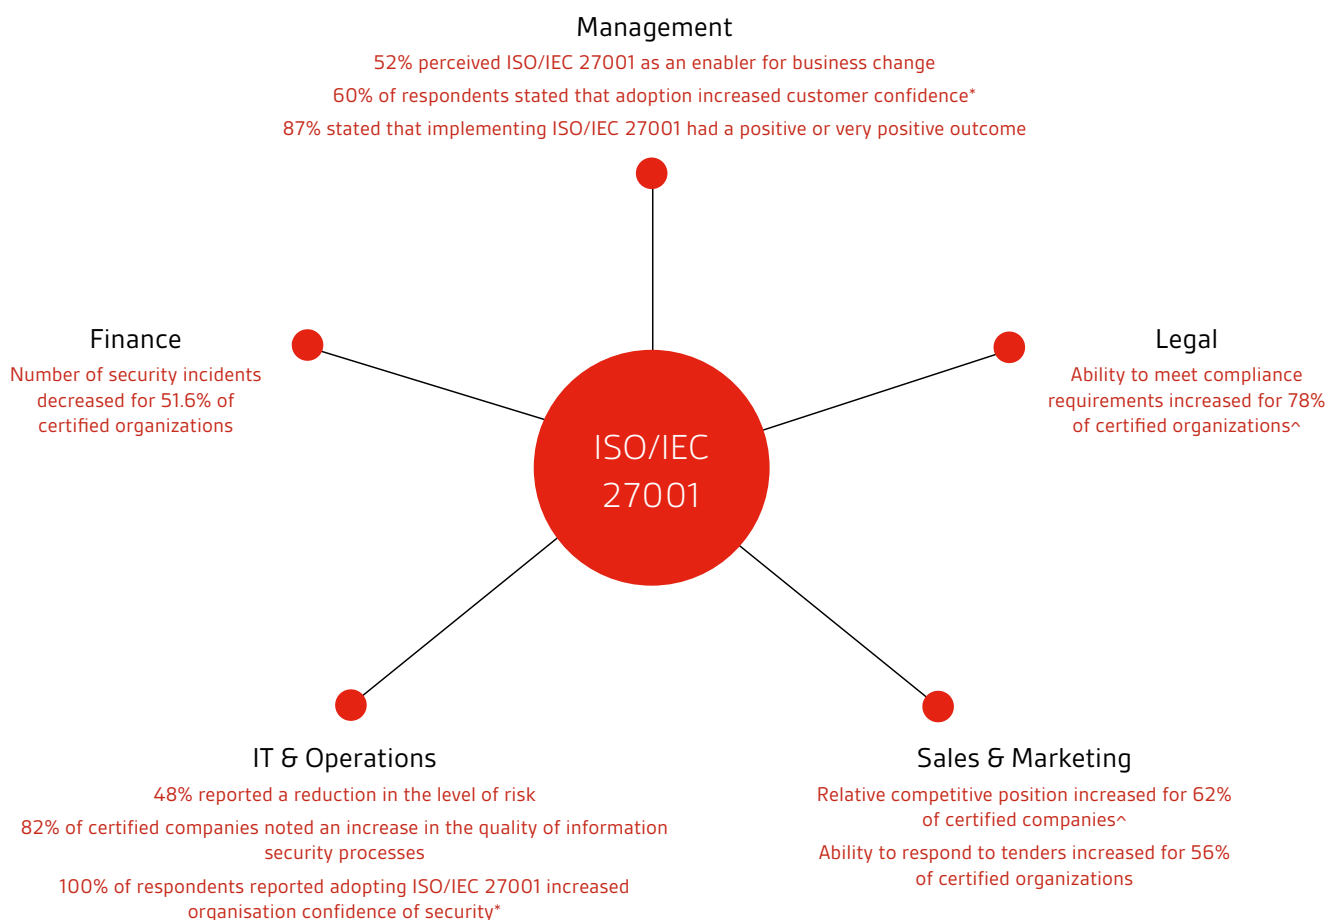 Management
52% perceived ISO/IEC 27001 as an enabler for business change
60% of respondents stated that adoption increased customer confidence*
87% stated that implementing ISO/IEC 27001 had a positive or very positive outcome
Finance
Number of security incidents
decreased for 51.6% of
certified organizations
Legal
Ability to meet compliance
requirements increased for 78%
of certified organizations^
ISO/IEC
27001
IT & Operations
48% reported a reduction in the level of risk
82% of certified companies noted an increase in the quality of information
security processes
100% of respondents reported adopting ISO/IEC 27001 increased
organisation confidence of security*
Sales & Marketing
Relative competitive position increased for 62%
of certified companies^
Ability to respond to tenders increased for 56%
of certified organizations